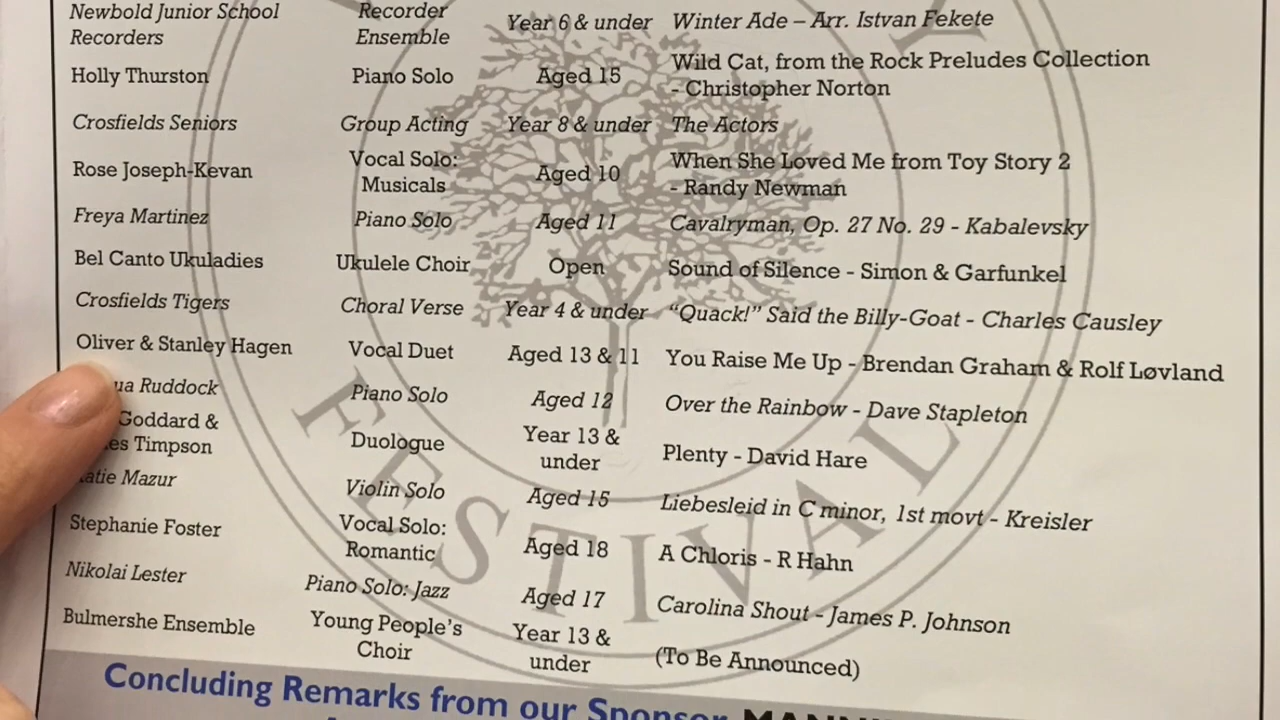 Newbold Junior School Recorders Recorder Ensemble Year 6 & under Winter Ade – Arr. Istvan Fekete
Holly Thurston Piano Solo Aged 15 Wild Cat, from the Rock Preludes Collection - Christopher Norton
Crosfields Seniors Group Acting Year 8 & under The Actors
Rose Joseph-Kevan Vocal Solo: Musicals Aged 10 When She Loved Me from Toy Story 2 - Randy Newman
Freya Martinez Piano Solo Aged 11 Cavalryman, Op. 27 No. 29 - Kabalevsky
Bel Canto Ukuladies Ukulele Choir Open Sound of Silence - Simon & Garfunkel
Crosfields Tigers Choral Verse Year 4 & under “Quack!” Said the Billy-Goat - Charles Causley
Oliver & Stanley Hagen Vocal Duet Aged 13 & 11 You Raise Me Up - Brendan Graham & Rolf Løvland
Ruddock Piano Solo Aged 12 Over the Rainbow - Dave Stapleton
Goddard & Timpson Duologue Year 13 & under Plenty - David Hare
Mazur Violin Solo Aged 15 Liebesleid in C minor, 1st movt - Kreisler
Stephanie Foster Vocal Solo: Romantic Aged 18 A Chloris - R Hahn
Nikolai Lester Piano Solo: Jazz Aged 17 Carolina Shout - James P. Johnson
Bulmershe Ensemble Young People's Choir Year 13 & under (To Be Announced)
FESTIVAL
Concluding Remarks from our Sponsor